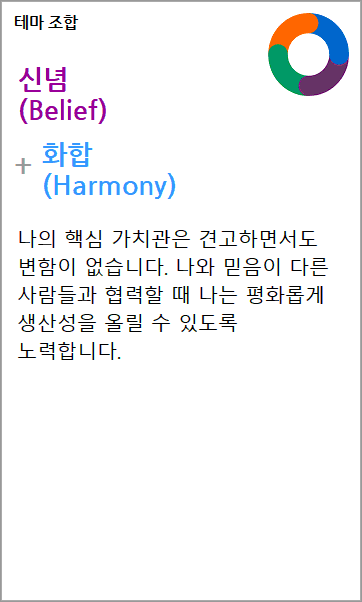 테마 조합
신념
(Belief)
+ 화합
(Harmony)
나의 핵심 가치관은 견고하면서도
변함이 없습니다. 나와 믿음이 다른
사람들과 협력할 때 나는 평화롭게
생산성을 올릴 수 있도록
노력합니다.